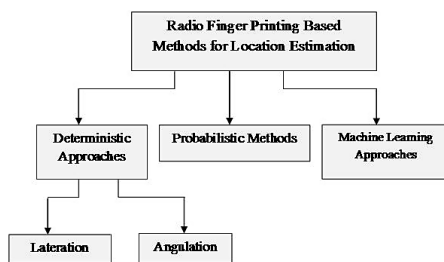 Radio Finger Printing Based
Methods for Location Estimation
Deterministic
Approaches
Probabilistic Methods
Machine Learning
Approaches
Lateration
Angulation